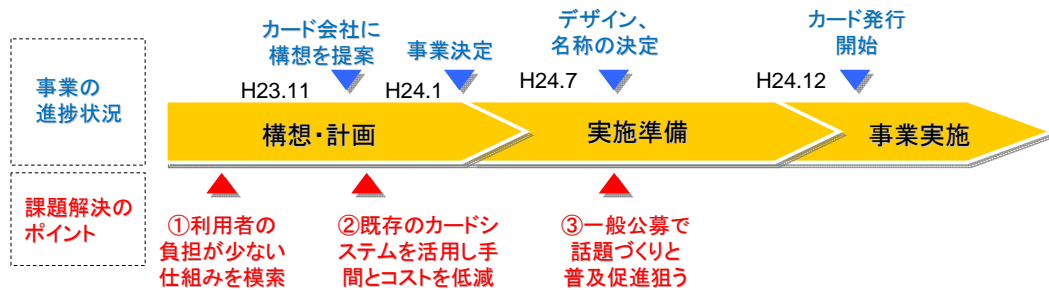 事業の
進捗状況
カード会社に
構想を提案
事業決定
デザイン、
名称の決定
カード発行
開始
H23.11
H24.1
H24.7
H24.12
構想・計画
実施準備
事業実施
課題解決の
ポイント
①利用者の
負担が少ない
仕組みを模索
②既存のカードシ
ステムを活用し手
間とコストを低減
③一般公募で
話題づくりと
普及促進狙う